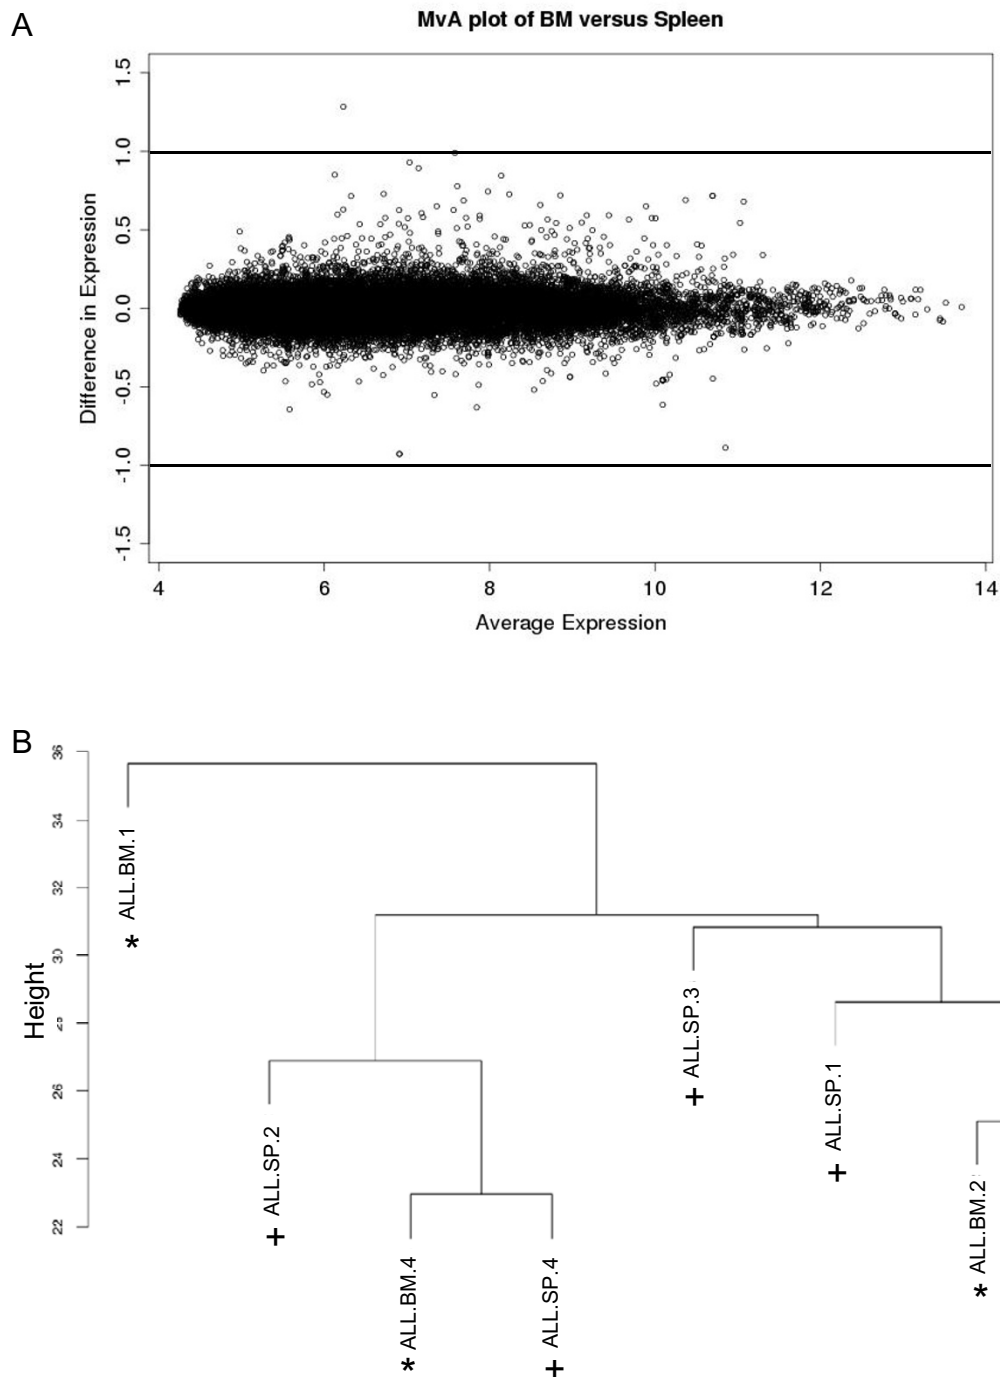 A
MvA plot of BM versus Spleen
1.5
1.0
0.5
0.0
-0.5
-1.0
-1.5
Difference in Expression
4 6 8 10 12 14
Average Expression
B
36
34
32
30
28
26
24
22
Height
* ALL.BM.1
+ ALL.SP.2
* ALL.BM.4
+ ALL.SP.4
+ ALL.SP.3
+ ALL.SP.1
* ALL.BM.2